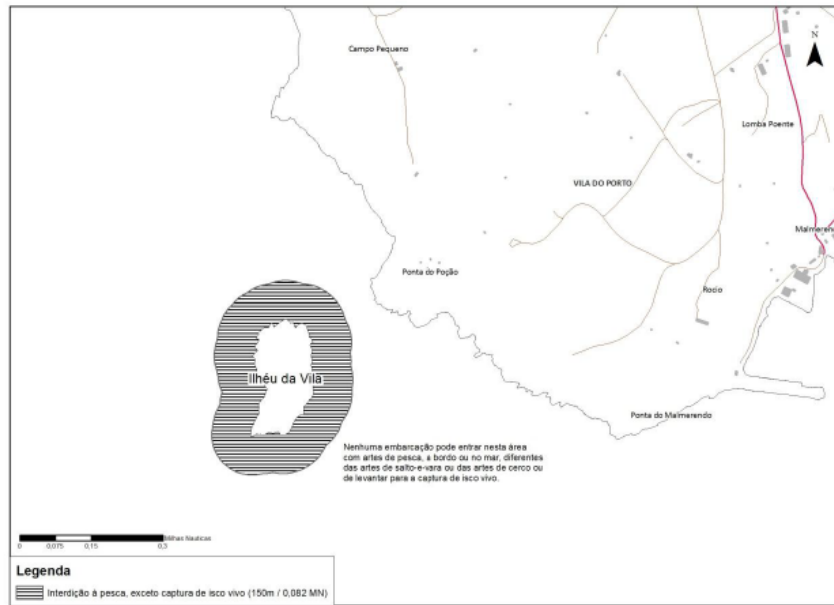 Campo Pequeno
N
Lomba Poente
VILA DO PORTO
Malmerendo
Ponta do Poção
Rocio
Ilhéu da Vila
Ponta do Malmerendo
Nenhuma embarcação pode entrar nesta área
com artes de pesca, a bordo ou no mar, diferentes
das artes de salto-e-vara ou das artes de cerco ou
de levantar para a captura de isco vivo.
Milhas Nauticas
0 0,075 0,15 0,3
Legenda
Interdição à pesca, exceto captura de isco vivo (150m / 0,082 MN)